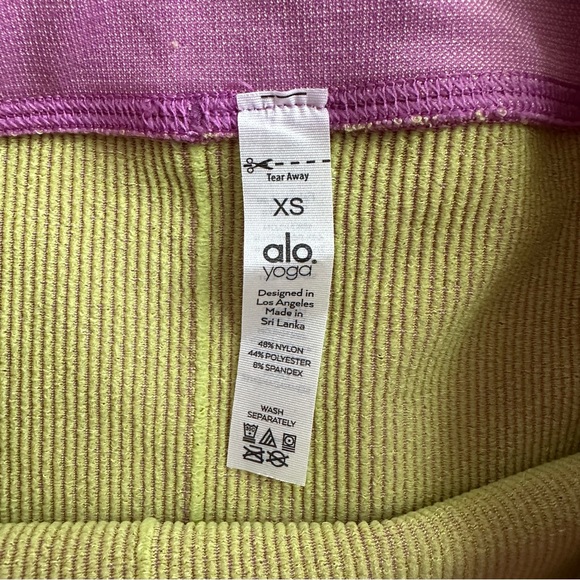 Tear Away
XS
alo.
yoga
Designed in
Los Angeles
Made in
Sri Lanka
48% NYLON
44% POLYESTER
8% SPANDEX
WASH
SEPARATELY